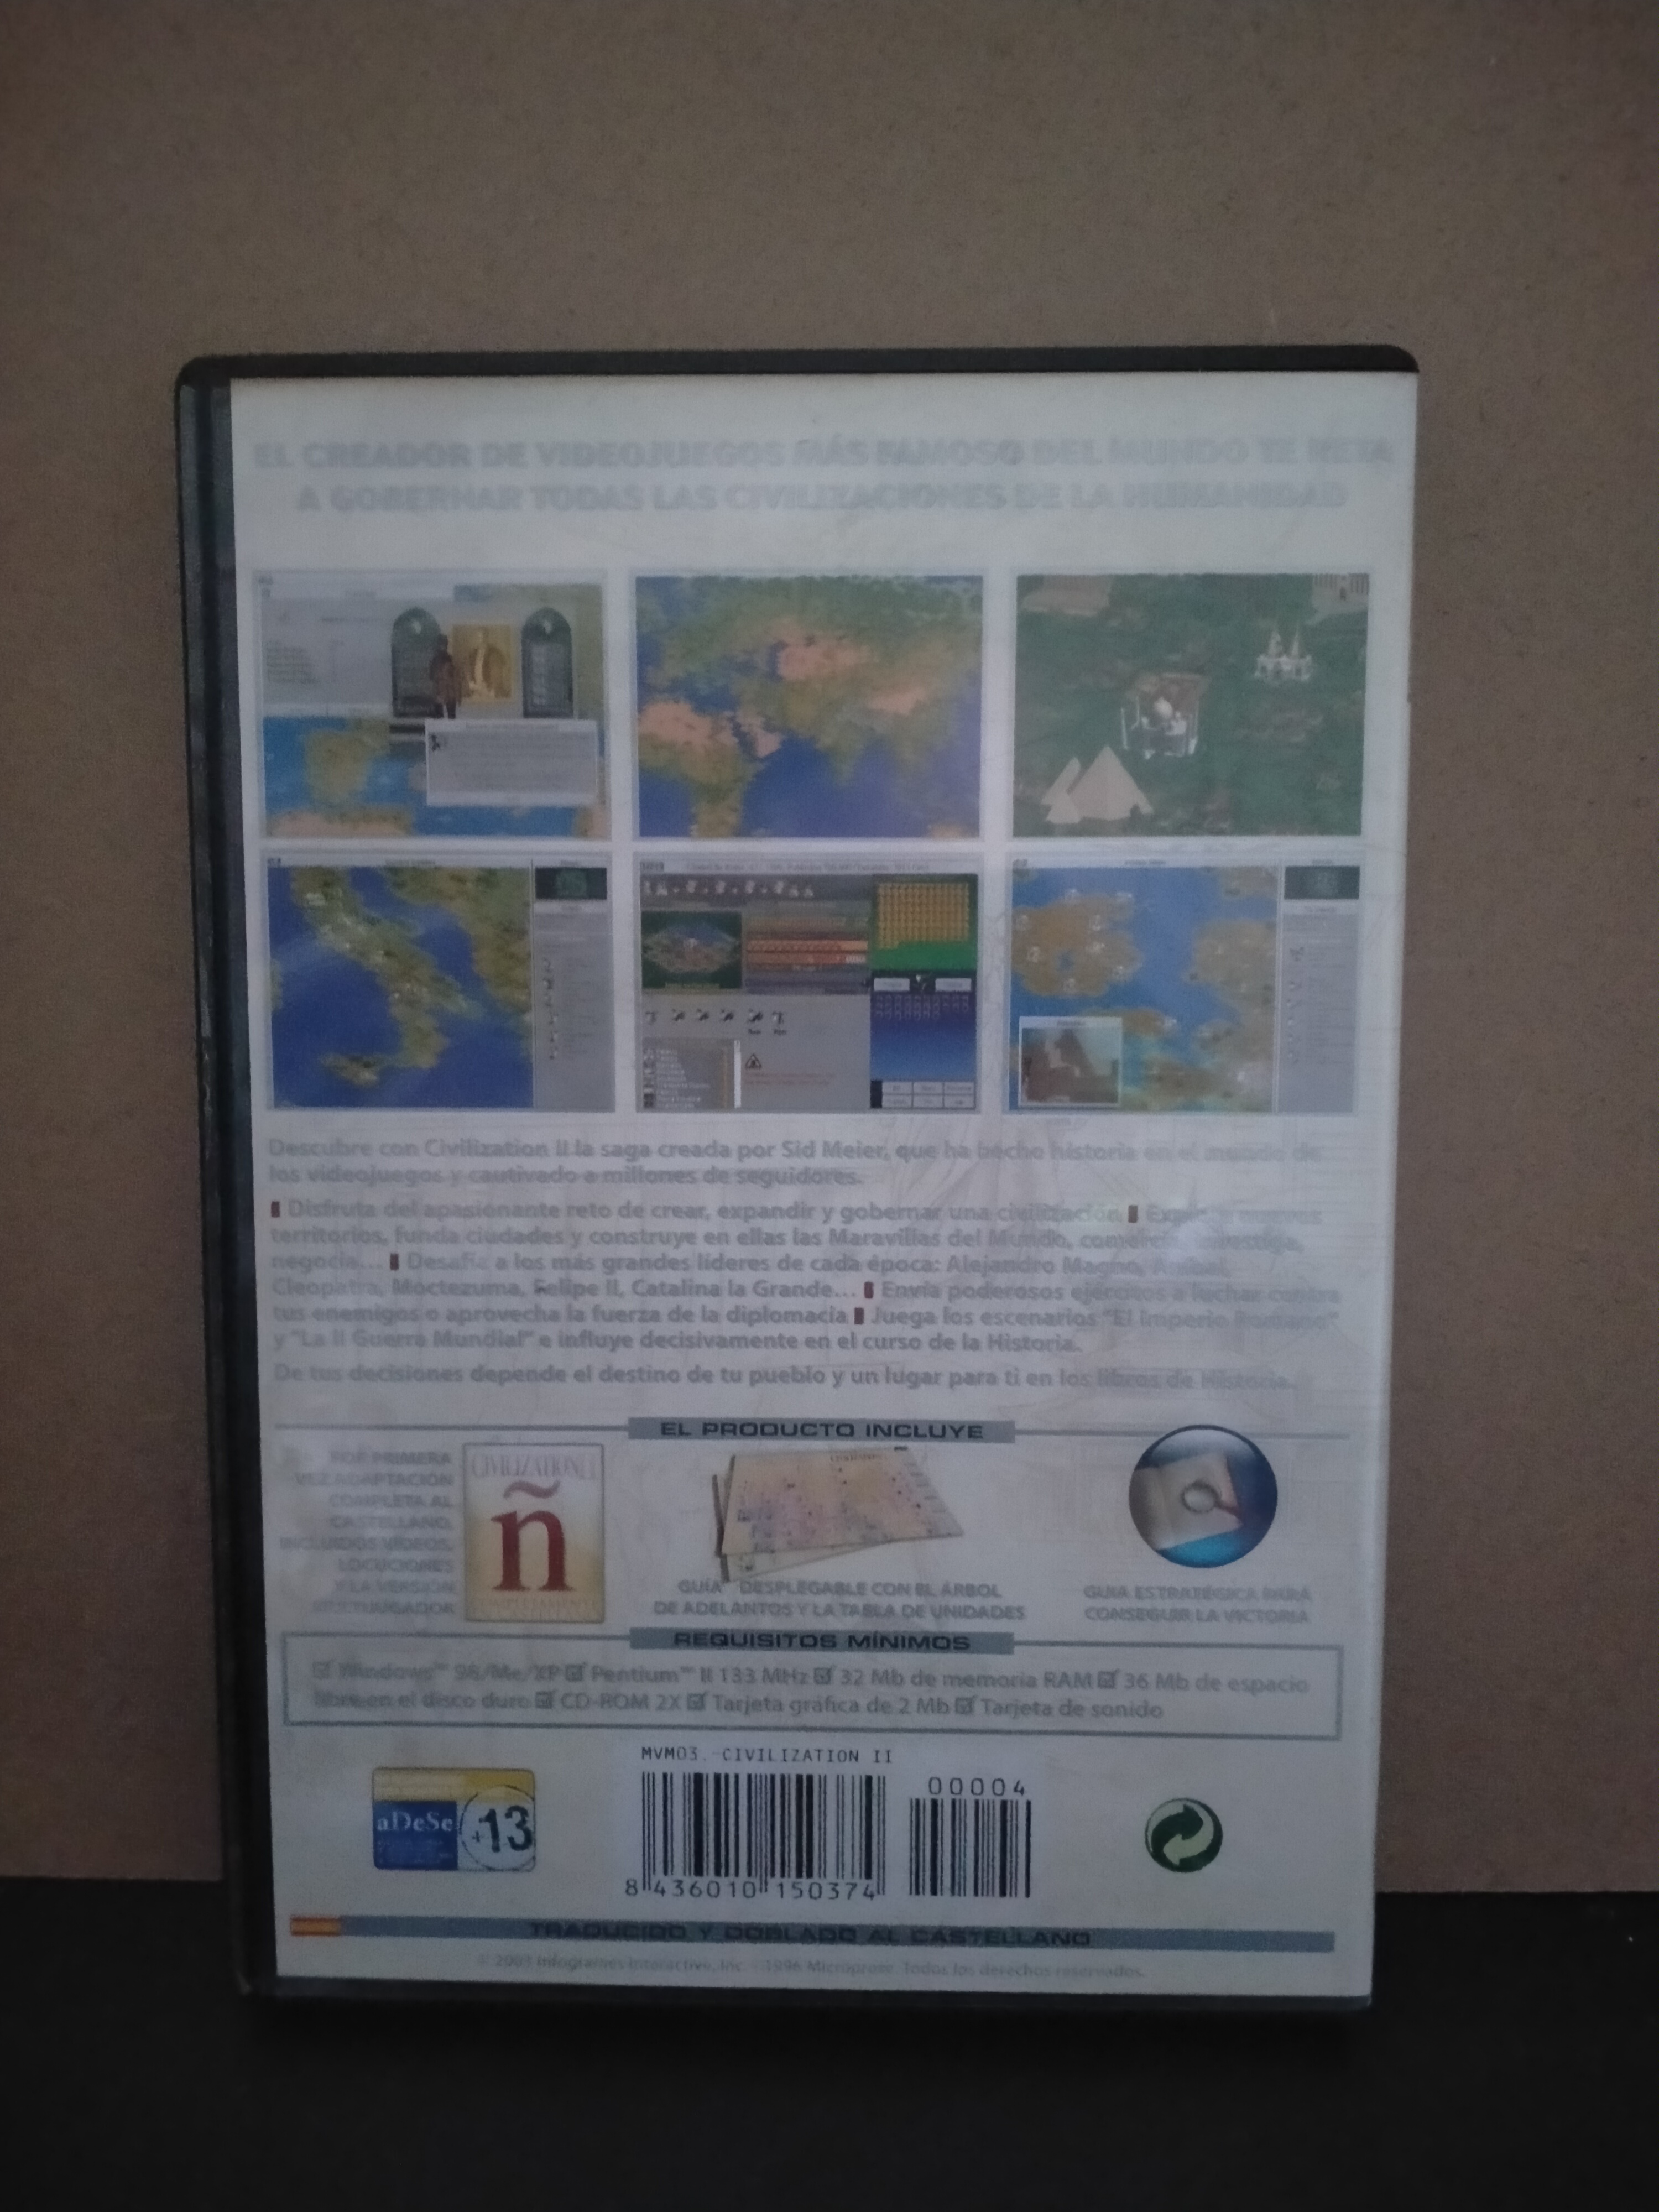 EL CREADOR DE VIDEOJUEGOS MÁS FAMOSO DEL MUNDO TE RETA
A GOBERNAR TODAS LAS CIVILIZACIONES DE LA HUMANIDAD
Descubre con Civilization II la saga creada por Sid Meier, que ha hecho historia en el mundo de
los videojuegos y cautivado a millones de seguidores.
Disfruta del apasionante reto de crear, expandir y gobernar una civilización Explora nuevos
territorios, funda ciudades y construye en ellas las Maravillas del Mundo, comercia, investiga,
negocia... Desafía a los más grandes líderes de cada época: Alejandro Magno, Aníbal,
Cleopatra, Moctezuma, Felipe II, Catalina la Grande... Envía poderosos ejércitos a luchar contra
tus enemigos o aprovecha la fuerza de la diplomacia Juega los escenarios "El Imperio Romano"
y "La II Guerra Mundial" e influye decisivamente en el curso de la Historia.
De tus decisiones depende el destino de tu pueblo y un lugar para ti en los libros de Historia.
EL PRODUCTO INCLUYE
POR PRIMERA
VEZ ADAPTACIÓN
COMPLETA AL
CASTELLANO,
INCLUIDOS VÍDEOS,
LOCUCIONES
Y LA VERSIÓN
MULTIJUGADOR
CIVILIZATION II
ñ
GUÍA DESPLEGABLE CON EL ÁRBOL
DE ADELANTOS Y LA TABLA DE UNIDADES
GUIA ESTRATÉGICA PARA
CONSEGUIR LA VICTORIA
REQUISITOS MÍNIMOS
Windows™ 98/Me/XP Pentium™ II 133 MHz 32 Mb de memoria RAM 36 Mb de espacio
libre en el disco duro CD-ROM 2X Tarjeta gráfica de 2 Mb Tarjeta de sonido
MVM03.-CIVILIZATION II
00004
aDeSe
+13
8 436010 150374
TRADUCIDO Y DOBLADO AL CASTELLANO
© 2003 Infogrames Interactive, Inc. - 1996 Microprose. Todos los derechos reservados.